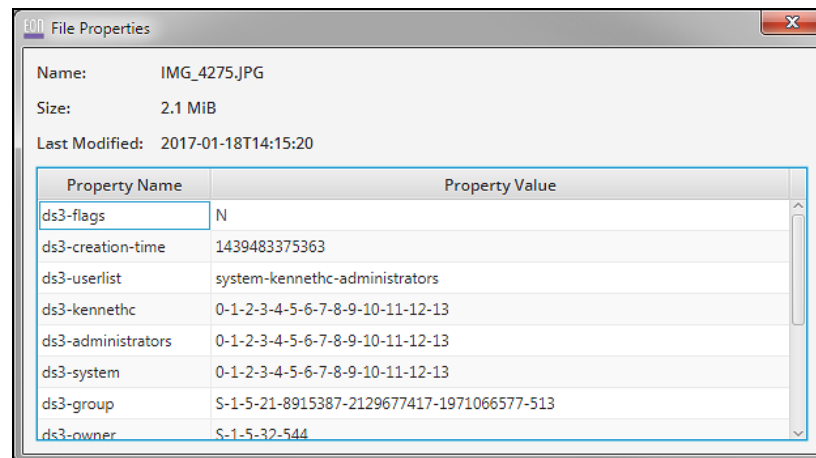 EON File Properties
Name: IMG_4275.JPG
Size: 2.1 MiB
Last Modified: 2017-01-18T14:15:20
Property Name Property Value
ds3-flags N
ds3-creation-time 1439483375363
ds3-userlist system-kennethc-administrators
ds3-kennethc 0-1-2-3-4-5-6-7-8-9-10-11-12-13
ds3-administrators 0-1-2-3-4-5-6-7-8-9-10-11-12-13
ds3-system 0-1-2-3-4-5-6-7-8-9-10-11-12-13
ds3-group S-1-5-21-8915387-2129677417-1971066577-513
ds3-owner S-1-5-32-544